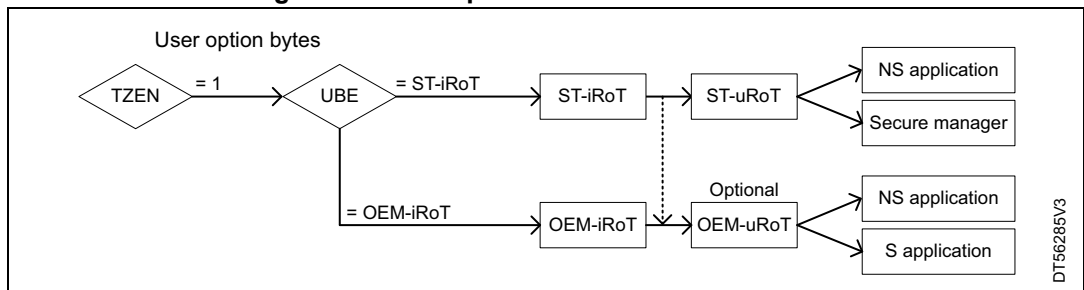 User option bytes
TZEN
= 1
UBE
= ST-iRoT
ST-iRoT
ST-uRoT
NS application
Secure manager
= OEM-iRoT
OEM-iRoT
Optional
OEM-uRoT
NS application
S application
DT56285V3